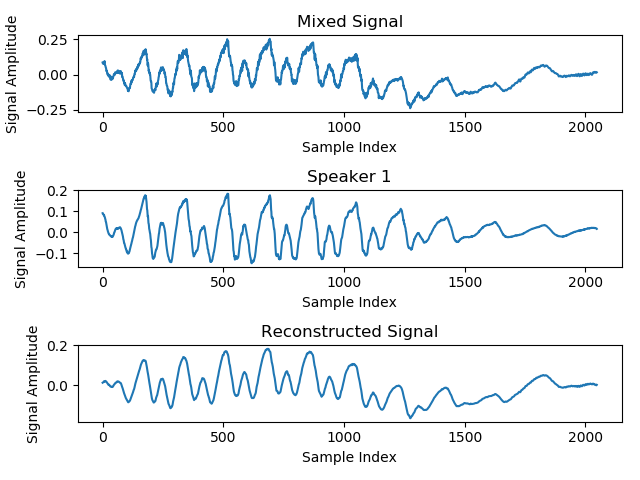 Mixed Signal
Signal Amplitude
0.25
0.00
−0.25
0
500
1000
1500
2000
Sample Index
Speaker 1
Signal Amplitude
0.2
0.1
0.0
−0.1
0
500
1000
1500
2000
Sample Index
Reconstructed Signal
Signal Amplitude
0.2
0.0
0
500
1000
1500
2000
Sample Index